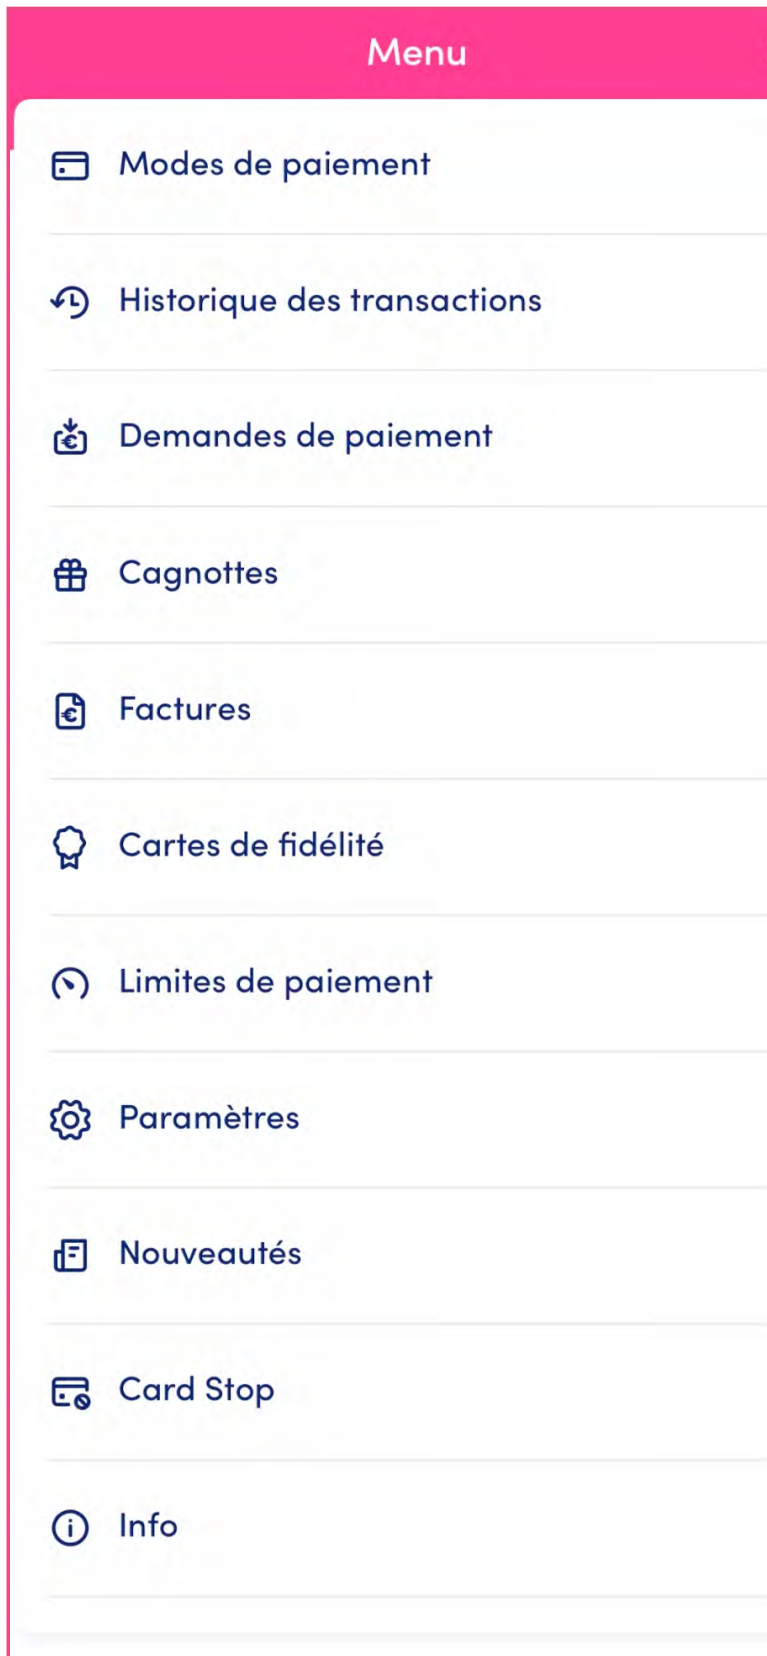 Menu
Modes de paiement
Historique des transactions
Demandes de paiement
Cagnottes
Factures
Cartes de fidélité
Limites de paiement
Paramètres
Nouveautés
Card Stop
Info